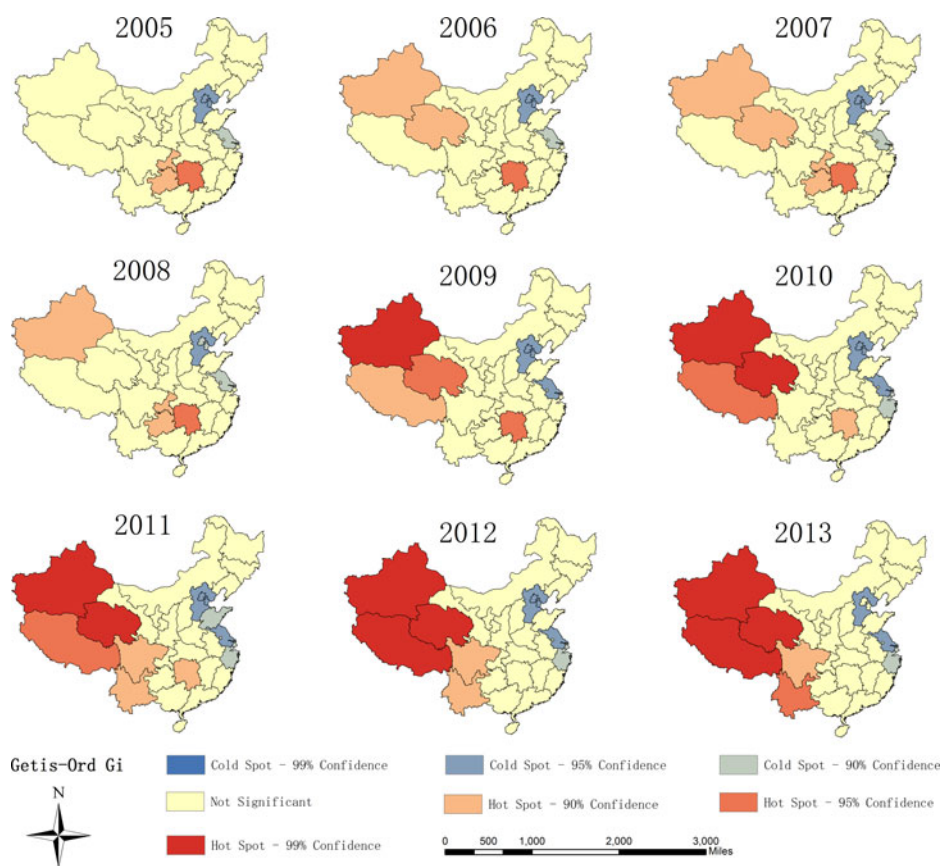 2005
2006
2007
2008
2009
2010
2011
2012
2013
Getis-Ord Gi
N
Cold Spot - 99% Confidence
Cold Spot - 95% Confidence
Cold Spot - 90% Confidence
Not Significant
Hot Spot - 90% Confidence
Hot Spot - 95% Confidence
Hot Spot - 99% Confidence
0 500 1,000 2,000 3,000
Miles